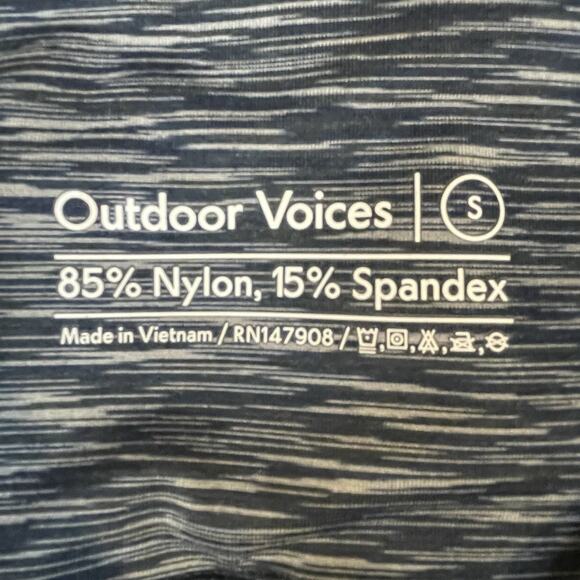 Outdoor Voices | S
85% Nylon, 15% Spandex
Made in Vietnam / RN147908 /